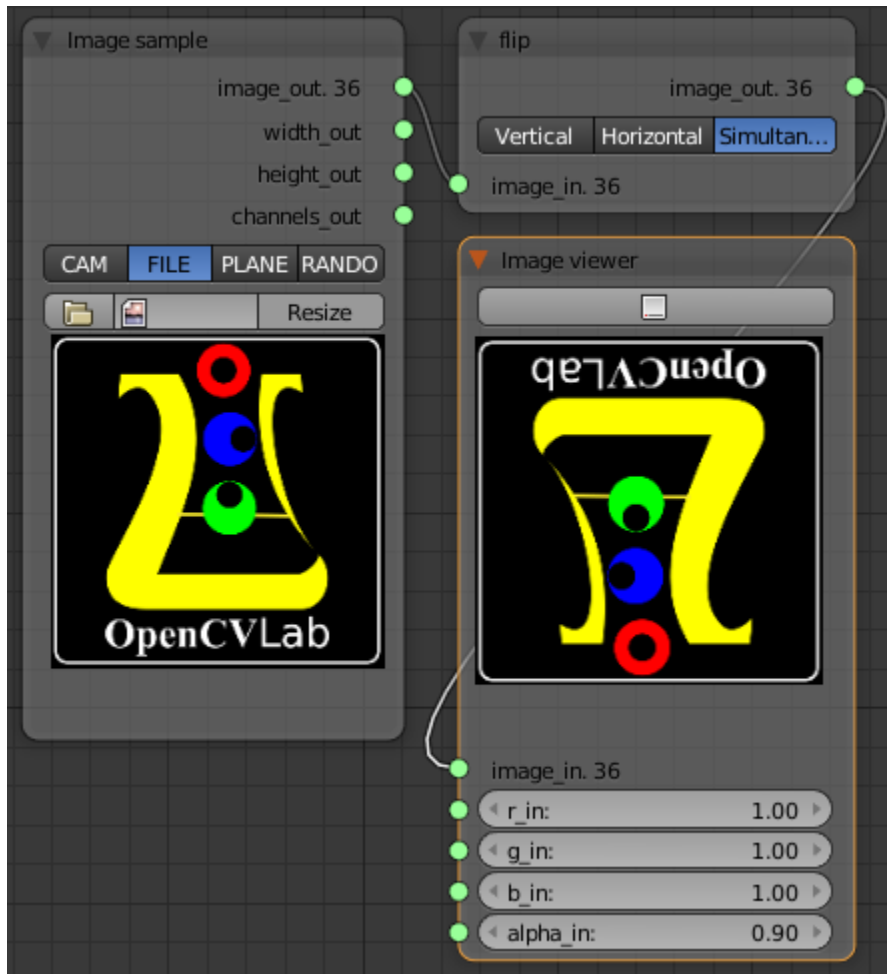 Image sample
image_out. 36
width_out
height_out
channels_out
CAM FILE PLANE RANDO
Resize
OpenCVLab
flip
image_out. 36
Vertical Horizontal Simultan...
image_in. 36
Image viewer
OpenCVLab
image_in. 36
r_in: 1.00
g_in: 1.00
b_in: 1.00
alpha_in: 0.90